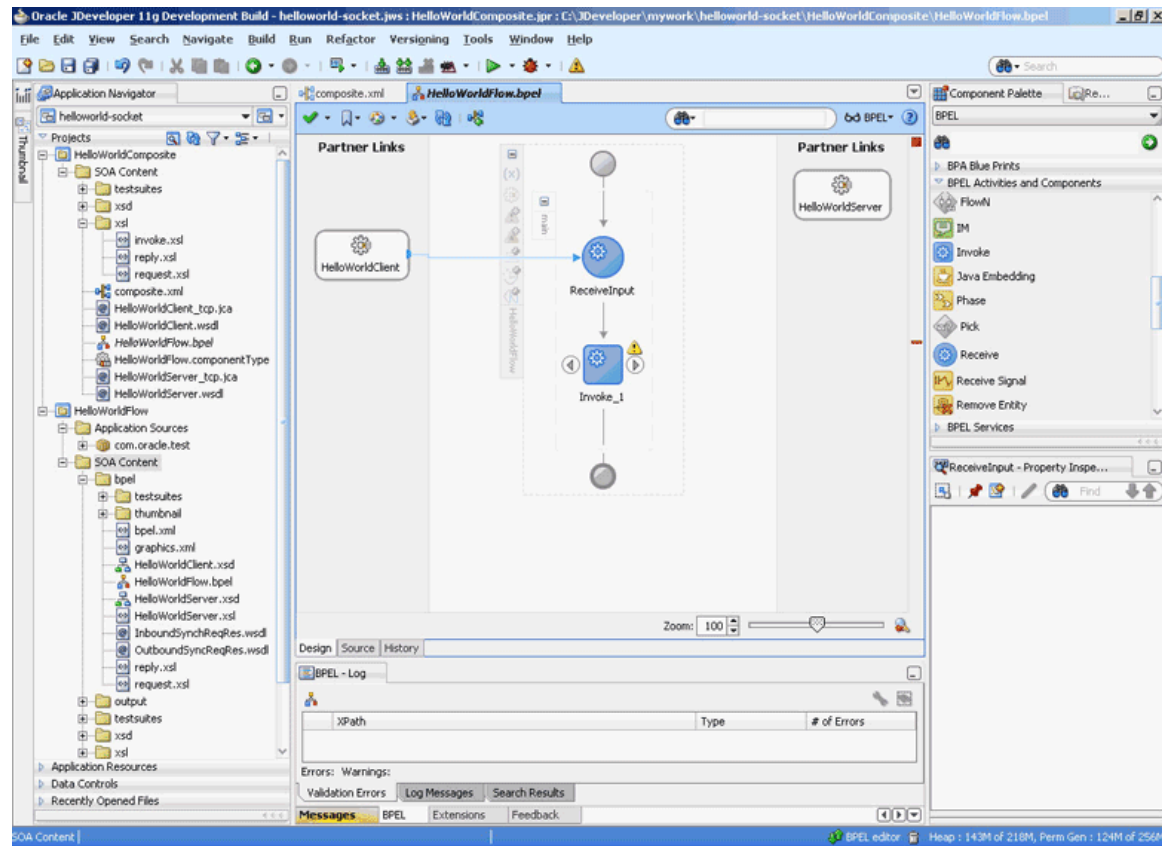 Oracle JDeveloper 11g Development Build - helloworld-socket.jws : HelloWorldComposite.jpr : C:\JDeveloper\mywork\helloworld-socket\HelloWorldComposite\HelloWorldFlow.bpel
File Edit View Search Navigate Build Run Refactor Versioning Tools Window Help
Search
Application Navigator
helloworld-socket
Projects
HelloWorldComposite
SOA Content
testsuites
xsd
xsl
invoke.xsl
reply.xsl
request.xsl
composite.xml
HelloWorldClient_tcp.jca
HelloWorldClient.wsdl
HelloWorldFlow.bpel
HelloWorldFlow.componentType
HelloWorldServer_tcp.jca
HelloWorldServer.wsdl
HelloWorldFlow
Application Sources
com.oracle.test
SOA Content
bpel
testsuites
thumbnail
bpel.xml
graphics.xml
HelloWorldClient.xsd
HelloWorldFlow.bpel
HelloWorldServer.xsd
HelloWorldServer.xsl
InboundSynchReqRes.wsdl
OutboundSyncReqRes.wsdl
reply.xsl
request.xsl
output
testsuites
xsd
xsl
Application Resources
Data Controls
Recently Opened Files
Thumbnail
composite.xml HelloWorldFlow.bpel
BPEL
Partner Links
Partner Links
(x)
main
HelloWorldServer
HelloWorldClient
ReceiveInput
HelloWorldFlow
Invoke_1
Zoom: 100
Design Source History
BPEL - Log
XPath Type # of Errors
Errors: Warnings:
Validation Errors Log Messages Search Results
Messages BPEL Extensions Feedback
Component Palette Re...
BPEL
BPA Blue Prints
BPEL Activities and Components
FlowN
IM
Invoke
Java Embedding
Phase
Pick
Receive
Receive Signal
Remove Entity
BPEL Services
ReceiveInput - Property Inspe...
Find
SOA Content
BPEL editor Heap : 143M of 218M, Perm Gen : 124M of 256M